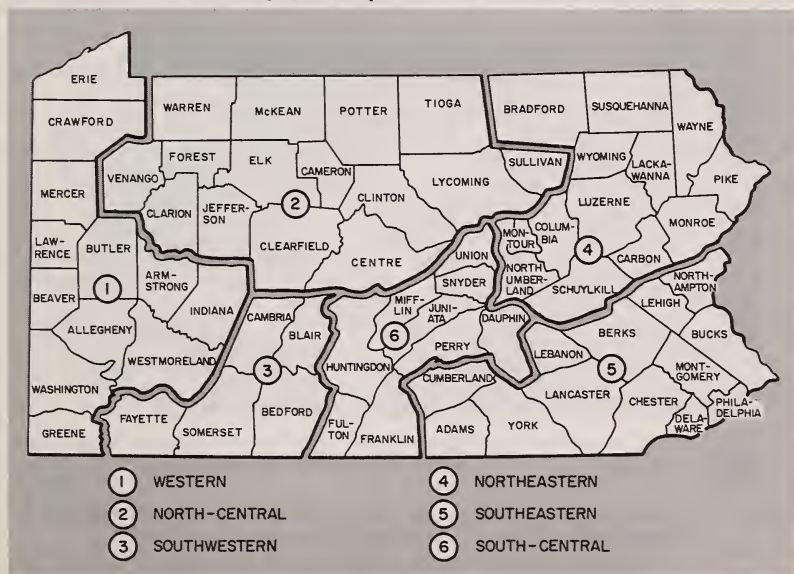 ERIE
CRAWFORD
WARREN
McKEAN
POTTER
TIOGA
BRADFORD
SUSQUEHANNA
WAYNE
MERCER
VENANGO
FOREST
ELK
CAMERON
CLARION
JEFFER-
SON
CLINTON
LYCOMING
SULLIVAN
WYOMING
LACKA-
WANNA
PIKE
LUZERNE
MONROE
2
CLEARFIELD
CENTRE
LAW-
RENCE
BUTLER
ARM-
STRONG
INDIANA
BEAVER
1
ALLEGHENY
WESTMORELAND
WASHINGTON
GREENE
UNION
SNYDER
MON-
TOUR
COLUM-
BIA
4
NORTH
UMBER-
LAND
CARBON
SCHUYLKILL
NORTH-
AMPTON
LEHIGH
CAMBRIA
BLAIR
3
FAYETTE
SOMERSET
BEDFORD
MIFF-
LIN
JUNI-
ATA
6
HUNTINGDON
PERRY
DAUPHIN
FUL-
TON
FRANKLIN
CUMBERLAND
ADAMS
YORK
LEBANON
BERKS
5
LANCASTER
BUCKS
MONT-
GOMERY
CHESTER
DELA-
WARE
PHILA-
DELPHIA
1 WESTERN
2 NORTH-CENTRAL
3 SOUTHWESTERN
4 NORTHEASTERN
5 SOUTHEASTERN
6 SOUTH-CENTRAL